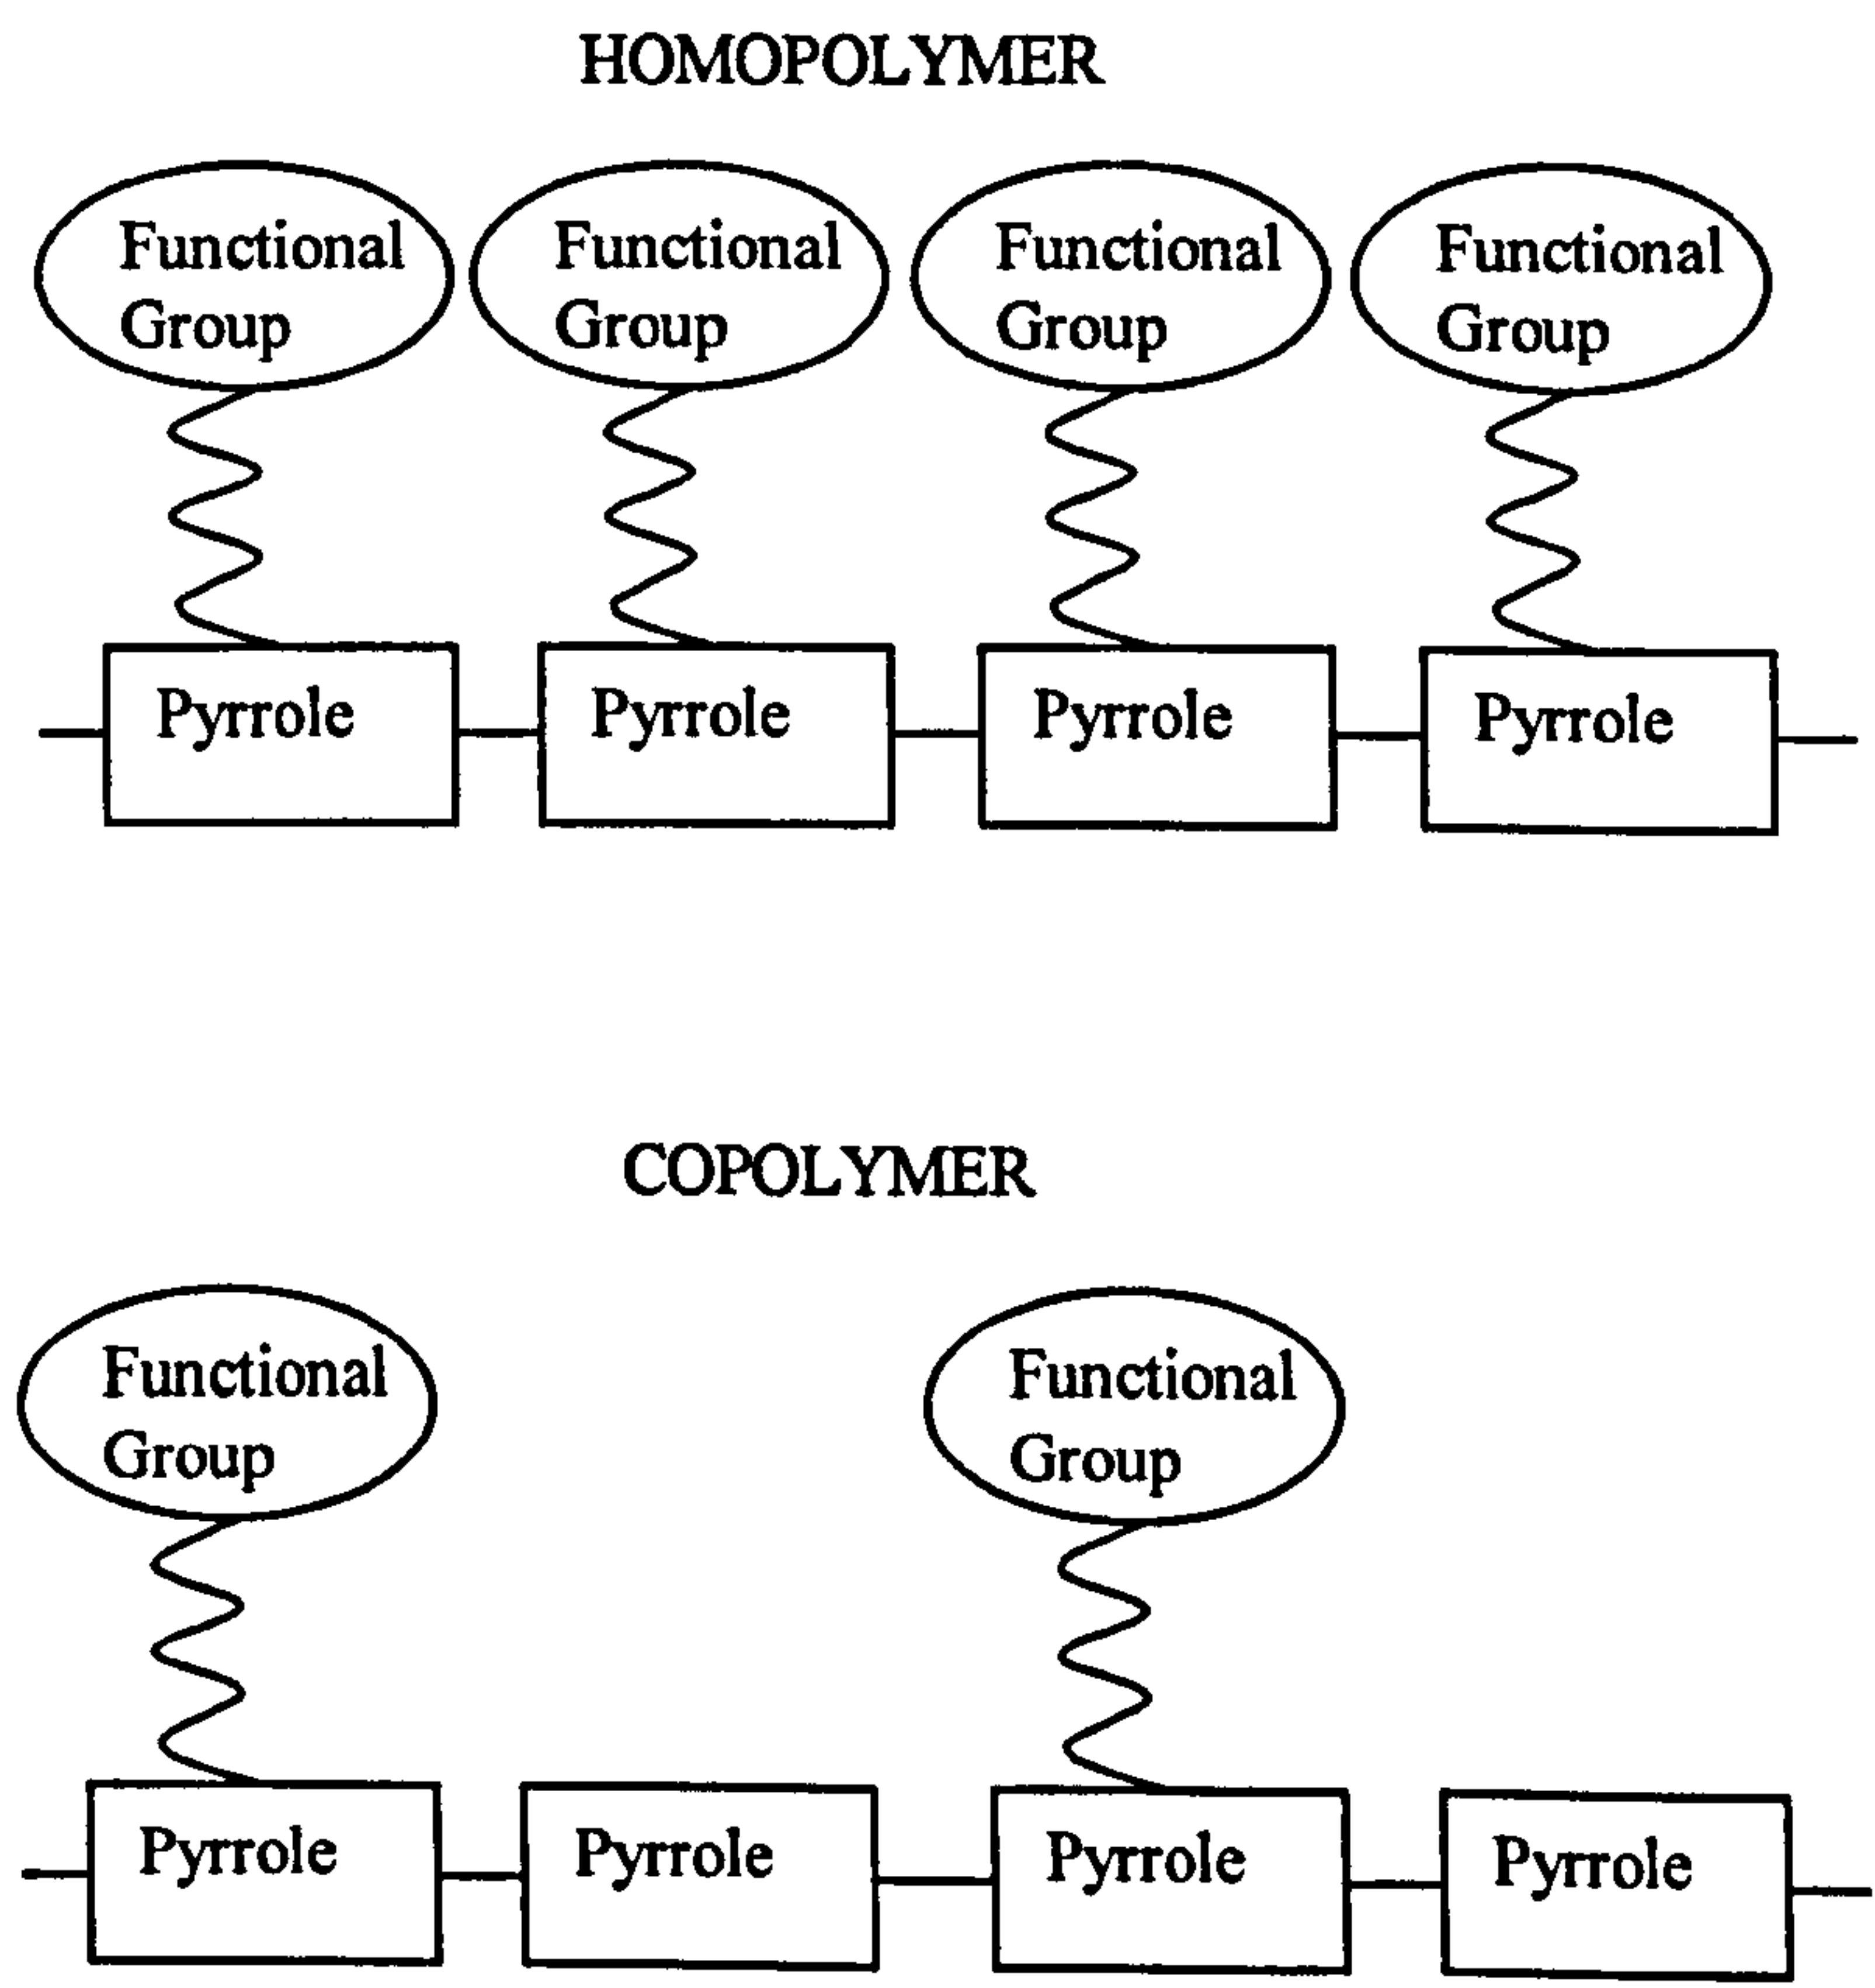 HOMOPOLYMER
Functional Functional Functional Functional
Group Group Group Group
Pyrrole Pyrrole Pyrrole Pyrrole
COPOLYMER
Functional Functional
Group Group
Pyrrole Pyrrole Pyrrole Pyrrole